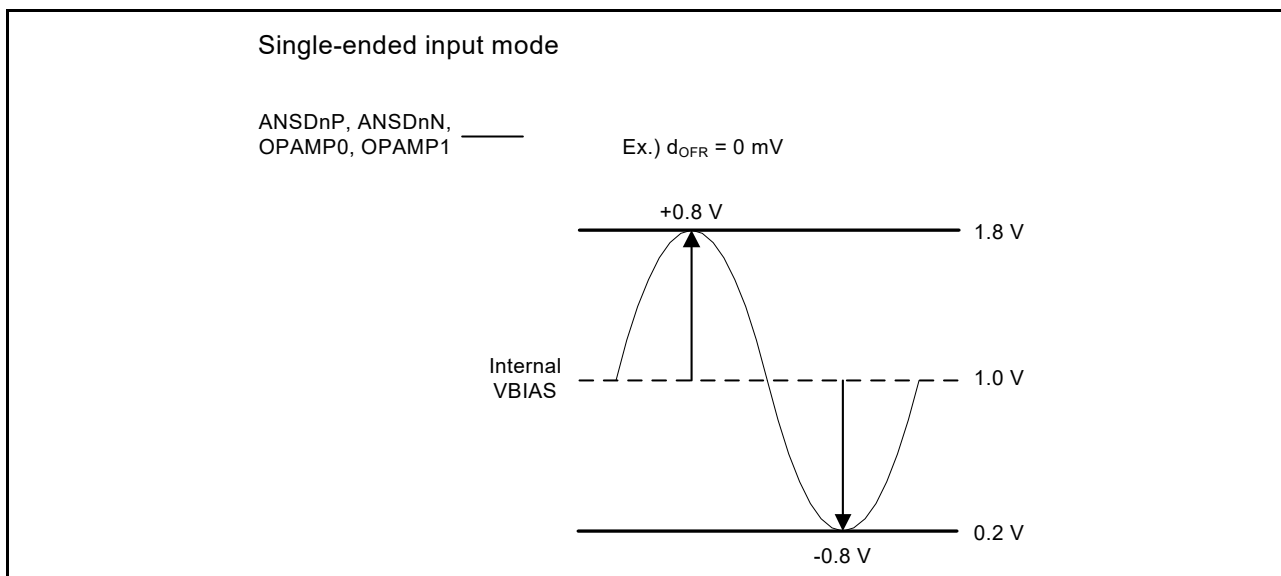 Single-ended input mode
ANSDnP, ANSDnN,
OPAMP0, OPAMP1
Ex.) dOFR = 0 mV
+0.8 V
1.8 V
Internal
VBIAS
1.0 V
0.2 V
-0.8 V